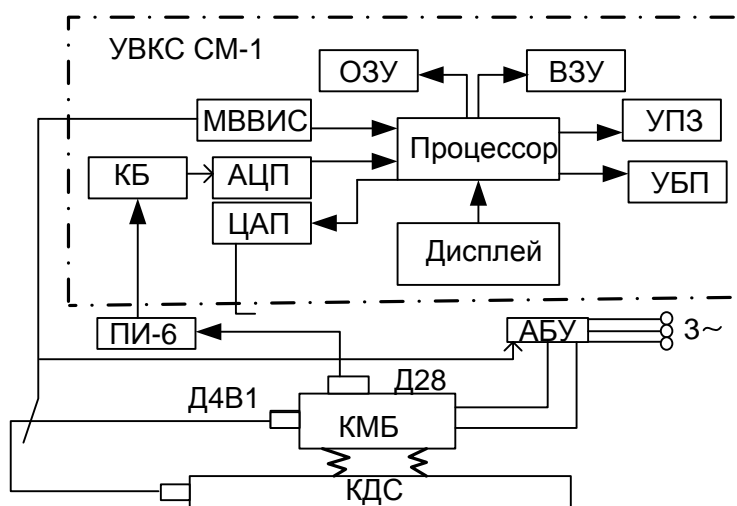 УВКС СМ-1
ОЗУ
ВЗУ
МВВИС
Процессор
УПЗ
КБ
АЦП
УБП
ЦАП
Дисплей
ПИ-6
АБУ
3~
Д28
Д4В1
КМБ
КДС